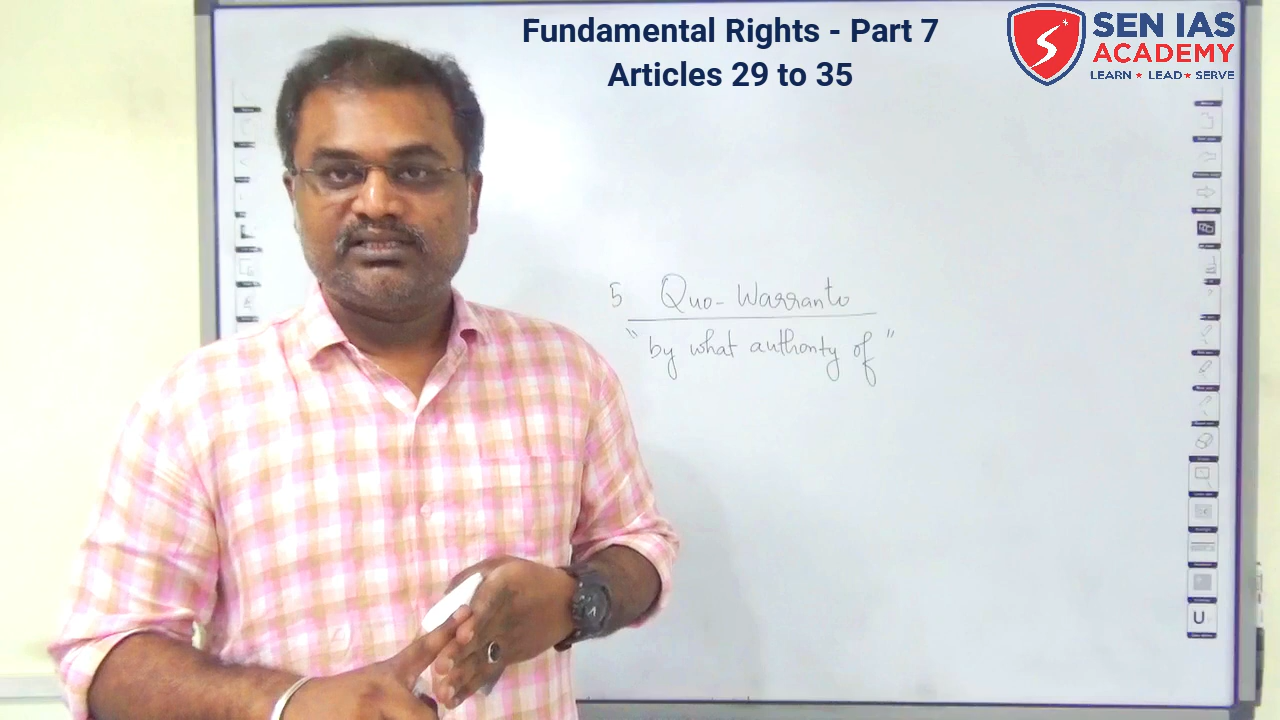 Fundamental Rights - Part 7
Articles 29 to 35
SEN IAS
ACADEMY
LEARN ★ LEAD ★ SERVE
5 Quo-Warranto
"by what authority of"